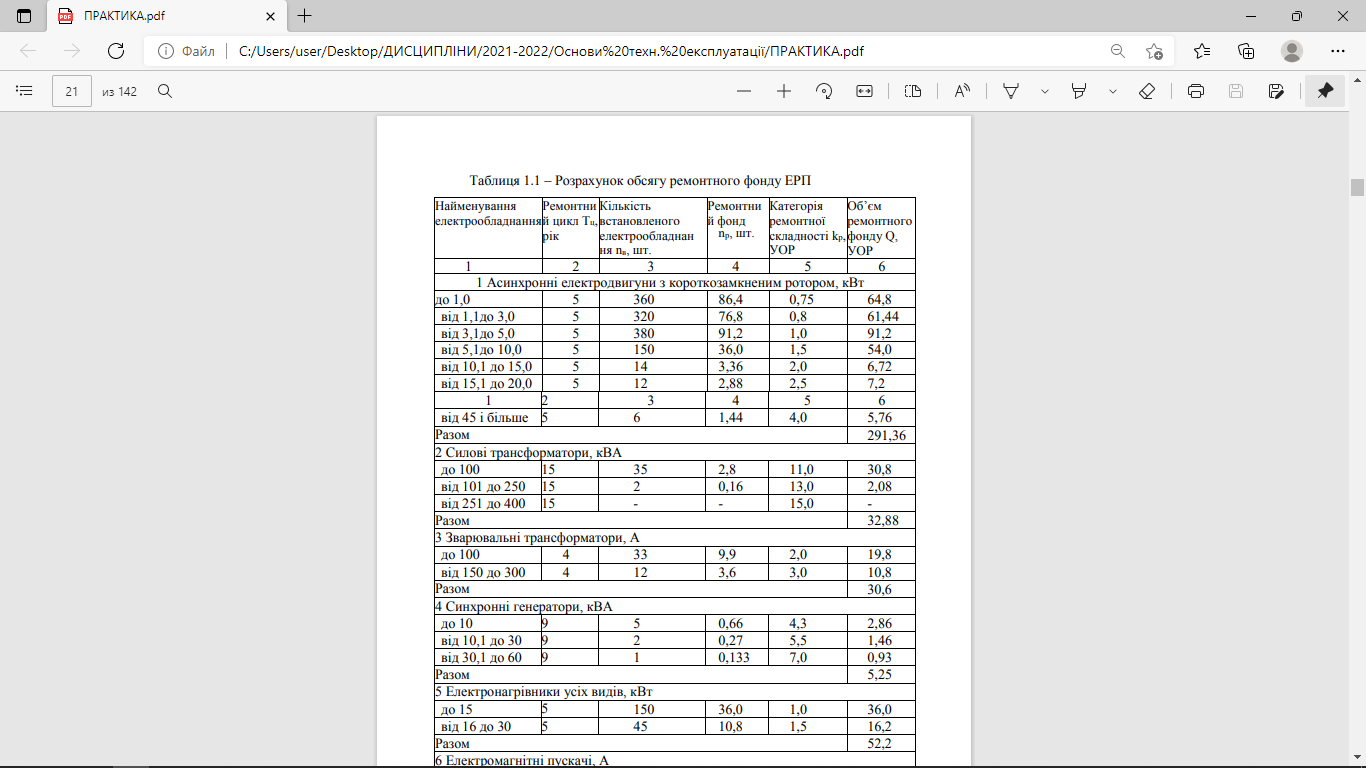 ПРАКТИКА.pdf
Файл C:/Users/user/Desktop/ДИСЦИПЛІНИ/2021-2022/Основи%20техн.%20експлуатації/ПРАКТИКА.pdf
21 из 142
Таблиця 1.1 – Розрахунок обсягу ремонтного фонду ЕРП
Найменування Ремонтни Кількість Ремонтни Категорія Об’єм
електрообладнання й цикл Тц, встановленого й фонд ремонтної ремонтного
рік електрообладнан nр, шт. складності kр, фонду Q,
ня nв, шт. УОР УОР
1 2 3 4 5 6
1 Асинхронні електродвигуни з короткозамкненим ротором, кВт
до 1,0 5 360 86,4 0,75 64,8
від 1,1до 3,0 5 320 76,8 0,8 61,44
від 3,1до 5,0 5 380 91,2 1,0 91,2
від 5,1до 10,0 5 150 36,0 1,5 54,0
від 10,1 до 15,0 5 14 3,36 2,0 6,72
від 15,1 до 20,0 5 12 2,88 2,5 7,2
1 2 3 4 5 6
від 45 і більше 5 6 1,44 4,0 5,76
Разом 291,36
2 Силові трансформатори, кВА
до 100 15 35 2,8 11,0 30,8
від 101 до 250 15 2 0,16 13,0 2,08
від 251 до 400 15 - - 15,0 -
Разом 32,88
3 Зварювальні трансформатори, А
до 100 4 33 9,9 2,0 19,8
від 150 до 300 4 12 3,6 3,0 10,8
Разом 30,6
4 Синхронні генератори, кВА
до 10 9 5 0,66 4,3 2,86
від 10,1 до 30 9 2 0,27 5,5 1,46
від 30,1 до 60 9 1 0,133 7,0 0,93
Разом 5,25
5 Електронагрівники усіх видів, кВт
до 15 5 150 36,0 1,0 36,0
від 16 до 30 5 45 10,8 1,5 16,2
Разом 52,2
6 Електромагнітні пускачі, А